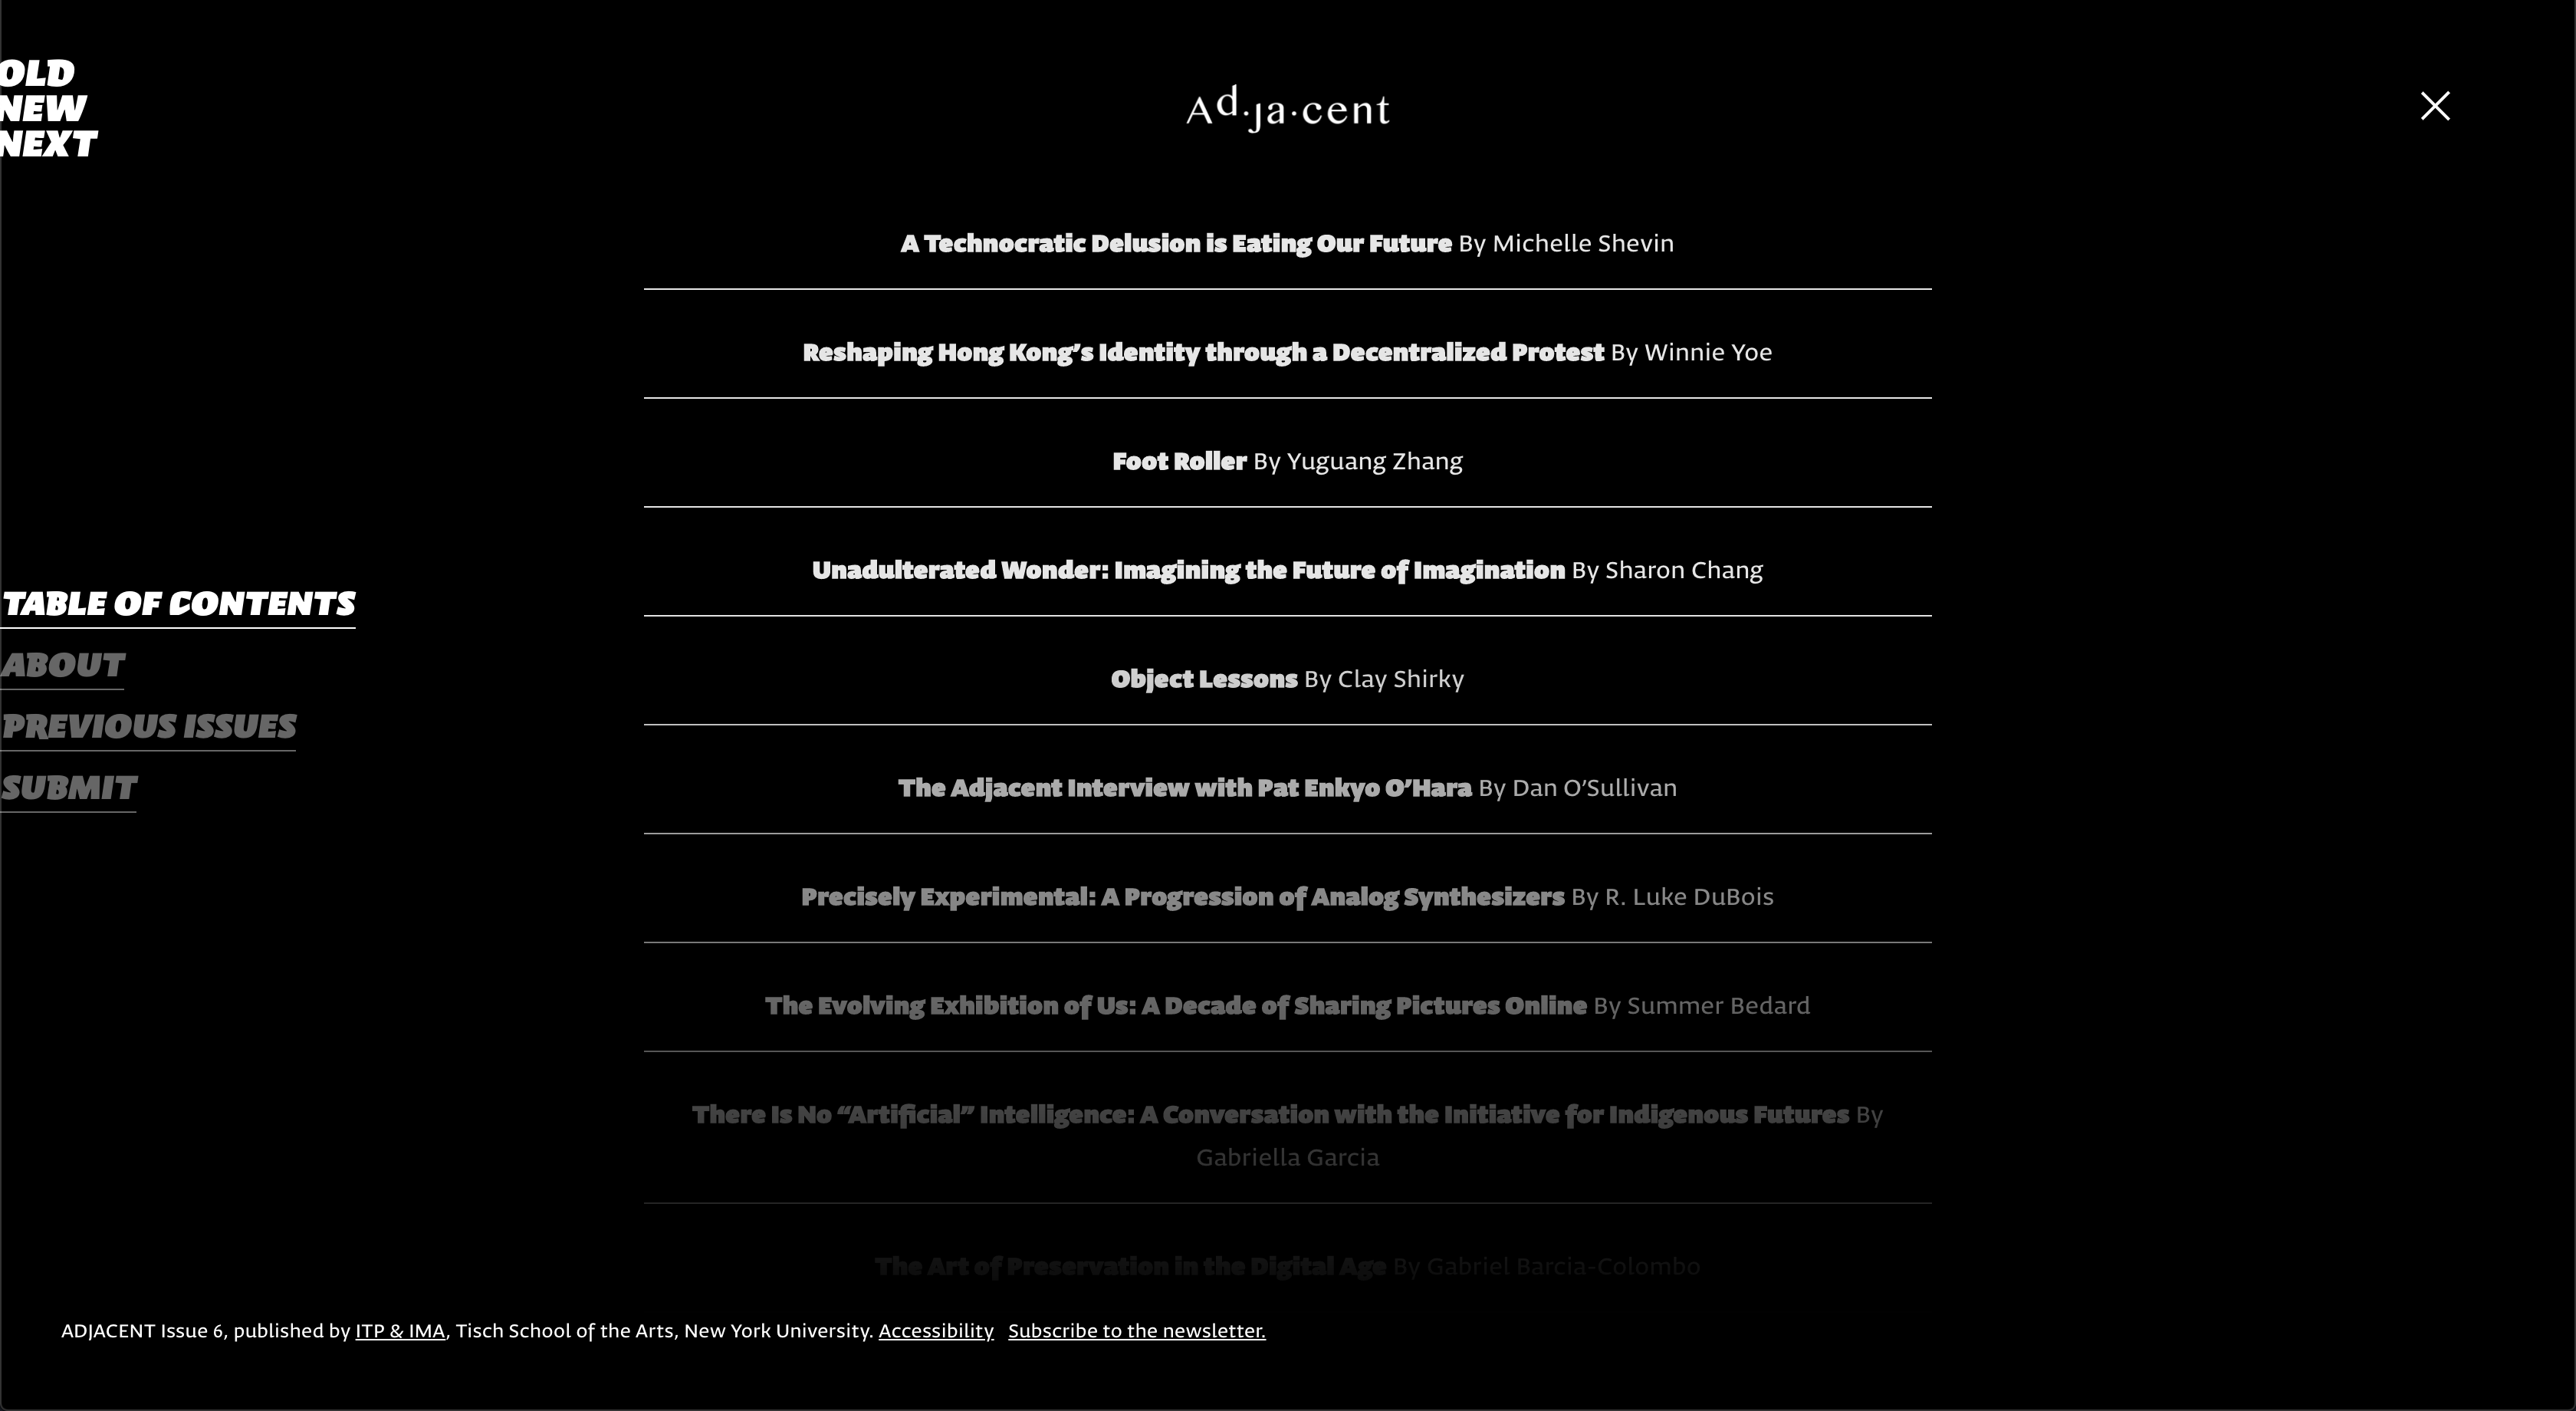 OLD
NEW
NEXT
Ad·ja·cent
A Technocratic Delusion is Eating Our Future By Michelle Shevin
Reshaping Hong Kong’s Identity through a Decentralized Protest By Winnie Yoe
Foot Roller By Yuguang Zhang
Unadulterated Wonder: Imagining the Future of Imagination By Sharon Chang
Object Lessons By Clay Shirky
The Adjacent Interview with Pat Enkyo O’Hara By Dan O’Sullivan
Precisely Experimental: A Progression of Analog Synthesizers By R. Luke DuBois
The Evolving Exhibition of Us: A Decade of Sharing Pictures Online By Summer Bedard
There Is No “Artificial” Intelligence: A Conversation with the Initiative for Indigenous Futures By
Gabriella Garcia
The Art of Preservation in the Digital Age By Gabriel Barcia-Colombo
TABLE OF CONTENTS
ABOUT
PREVIOUS ISSUES
SUBMIT
ADJACENT Issue 6, published by ITP & IMA, Tisch School of the Arts, New York University. Accessibility Subscribe to the newsletter.